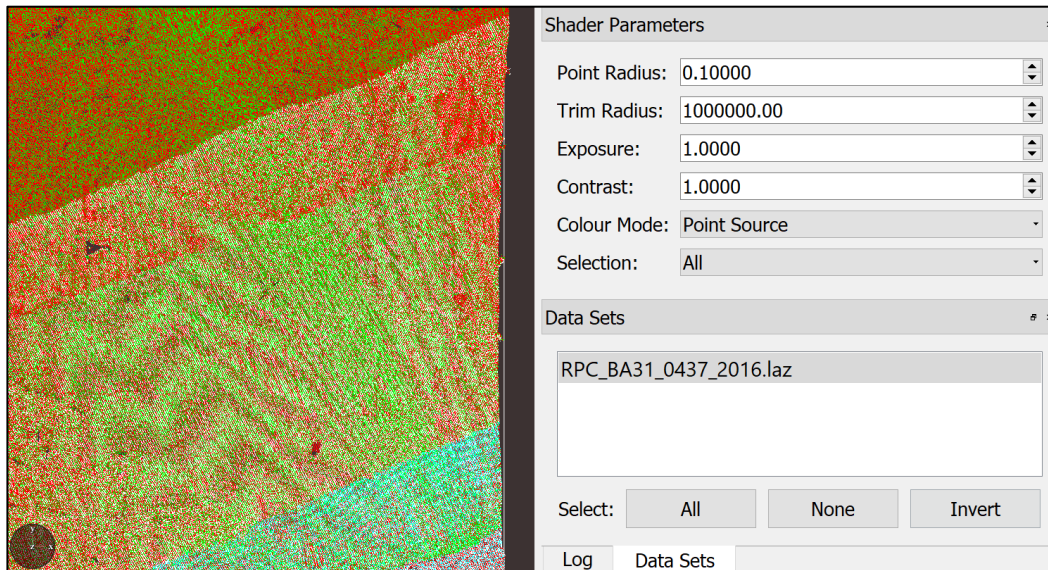 Shader Parameters
Point Radius: 0.10000
Trim Radius: 1000000.00
Exposure: 1.0000
Contrast: 1.0000
Colour Mode: Point Source
Selection: All
Data Sets
RPC_BA31_0437_2016.laz
Select: All None Invert
Log Data Sets